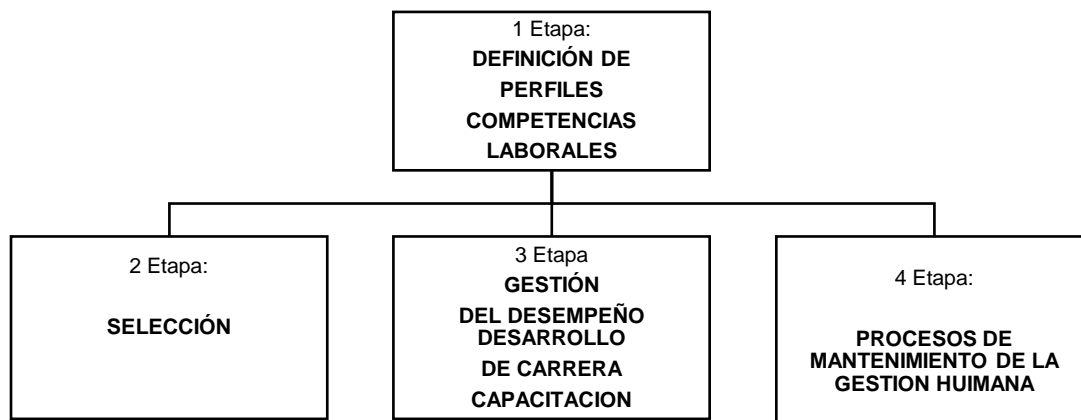 1 Etapa:
DEFINICIÓN DE
PERFILES
COMPETENCIAS
LABORALES
2 Etapa:
SELECCIÓN
3 Etapa
GESTIÓN
DEL DESEMPEÑO
DESARROLLO
DE CARRERA
CAPACITACION
4 Etapa:
PROCESOS DE
MANTENIMIENTO DE LA
GESTION HUIMANA